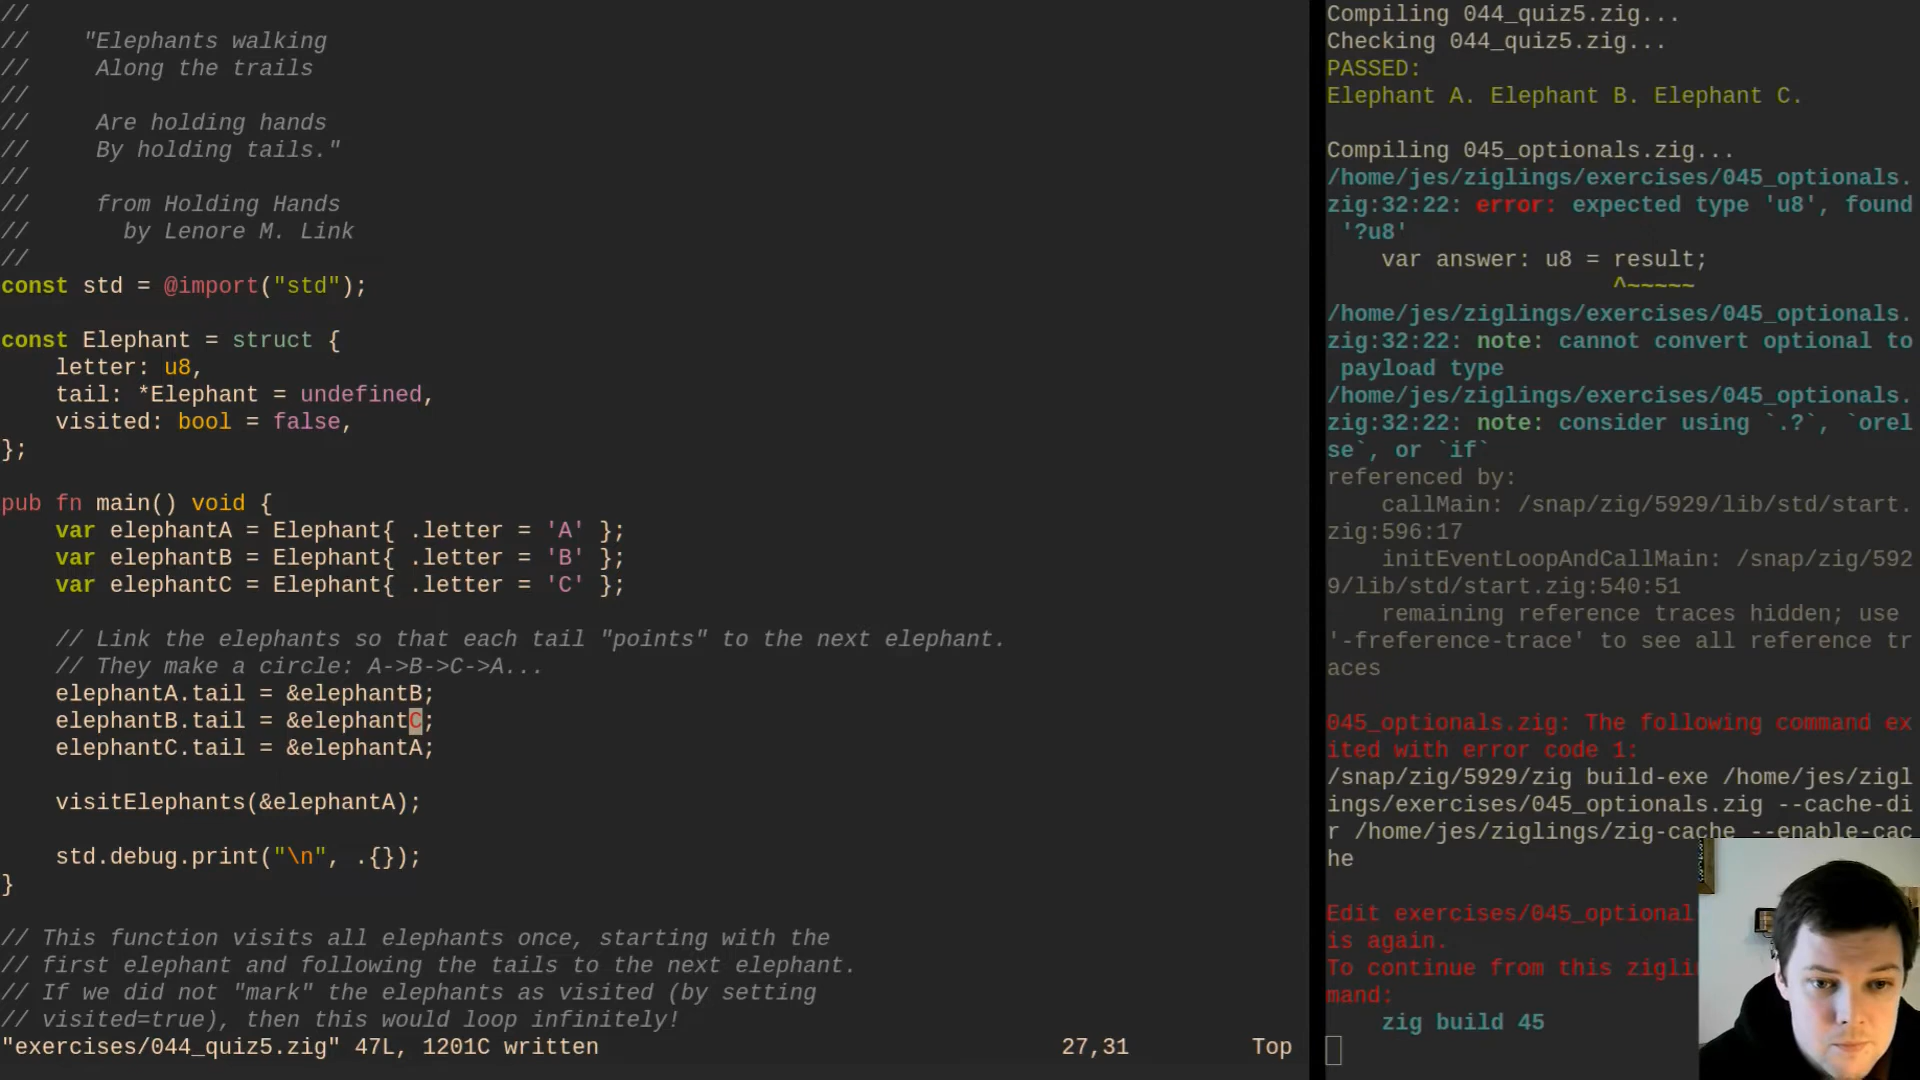 //
//    "Elephants walking
//     Along the trails
//
//     Are holding hands
//     By holding tails."
//
//     from Holding Hands
//       by Lenore M. Link
//
const std = @import("std");
const Elephant = struct {
    letter: u8,
    tail: *Elephant = undefined,
    visited: bool = false,
};
pub fn main() void {
    var elephantA = Elephant{ .letter = 'A' };
    var elephantB = Elephant{ .letter = 'B' };
    var elephantC = Elephant{ .letter = 'C' };
    // Link the elephants so that each tail "points" to the next elephant.
    // They make a circle: A->B->C->A...
    elephantA.tail = &elephantB;
    elephantB.tail = &elephantC;
    elephantC.tail = &elephantA;
    visitElephants(&elephantA);
    std.debug.print("\n", .{});
}
// This function visits all elephants once, starting with the
// first elephant and following the tails to the next elephant.
// If we did not "mark" the elephants as visited (by setting
// visited=true), then this would loop infinitely!
"exercises/044_quiz5.zig" 47L, 1201C written 27,31 Top
Compiling 044_quiz5.zig...
Checking 044_quiz5.zig...
PASSED:
Elephant A. Elephant B. Elephant C.
Compiling 045_optionals.zig...
/home/jes/ziglings/exercises/045_optionals.
zig:32:22: error: expected type 'u8', found
 '?u8'
    var answer: u8 = result;
                     ^~~~~~
/home/jes/ziglings/exercises/045_optionals.
zig:32:22: note: cannot convert optional to
 payload type
/home/jes/ziglings/exercises/045_optionals.
zig:32:22: note: consider using `.?`, `orel
se`, or `if`
referenced by:
    callMain: /snap/zig/5929/lib/std/start.
zig:596:17
    initEventLoopAndCallMain: /snap/zig/592
9/lib/std/start.zig:540:51
    remaining reference traces hidden; use
'-freference-trace' to see all reference tr
aces
045_optionals.zig: The following command ex
ited with error code 1:
/snap/zig/5929/zig build-exe /home/jes/zigl
ings/exercises/045_optionals.zig --cache-di
r /home/jes/ziglings/zig-cache --enable-cac
he
Edit exercises/045_optional
is again.
To continue from this zigli
mand:
    zig build 45